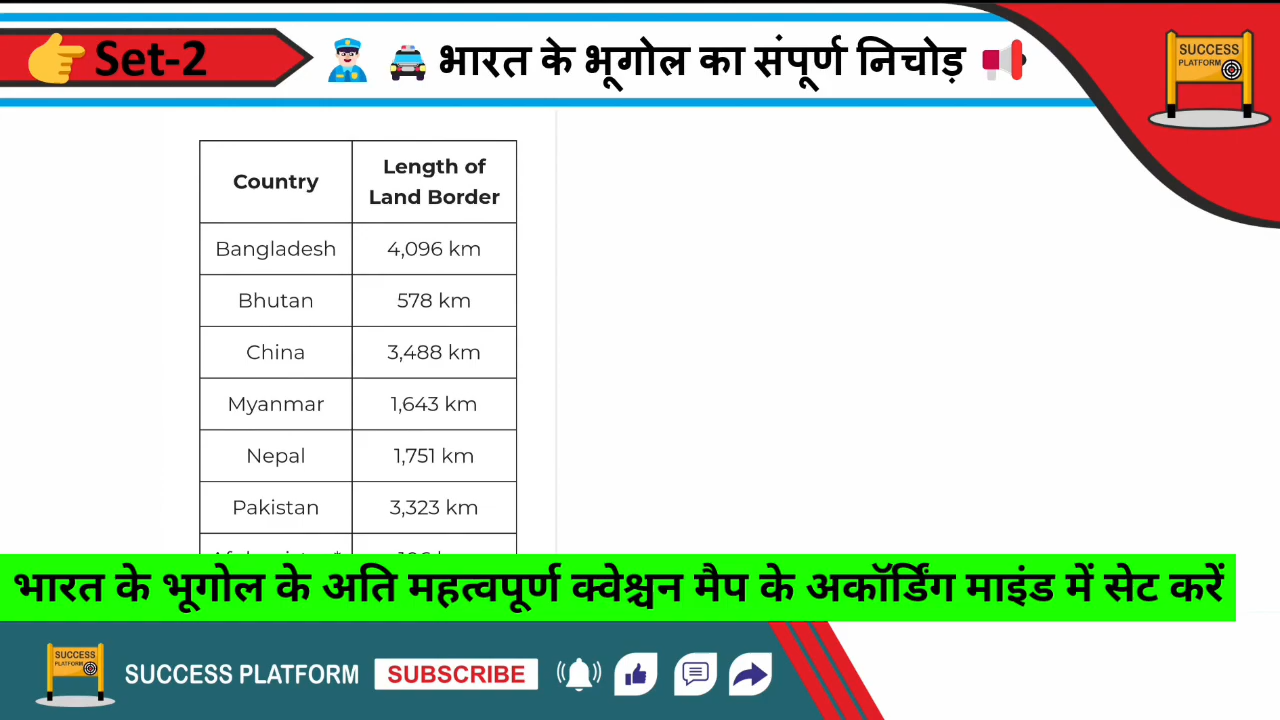 Set-2
भारत के भूगोल का संपूर्ण निचोड़
SUCCESS
PLATFORM
Country Length of Land Border
Bangladesh 4,096 km
Bhutan 578 km
China 3,488 km
Myanmar 1,643 km
Nepal 1,751 km
Pakistan 3,323 km
भारत के भूगोल के अति महत्वपूर्ण क्वेश्चन मैप के अकॉर्डिंग माइंड में सेट करें
SUCCESS
PLATFORM
SUCCESS PLATFORM SUBSCRIBE